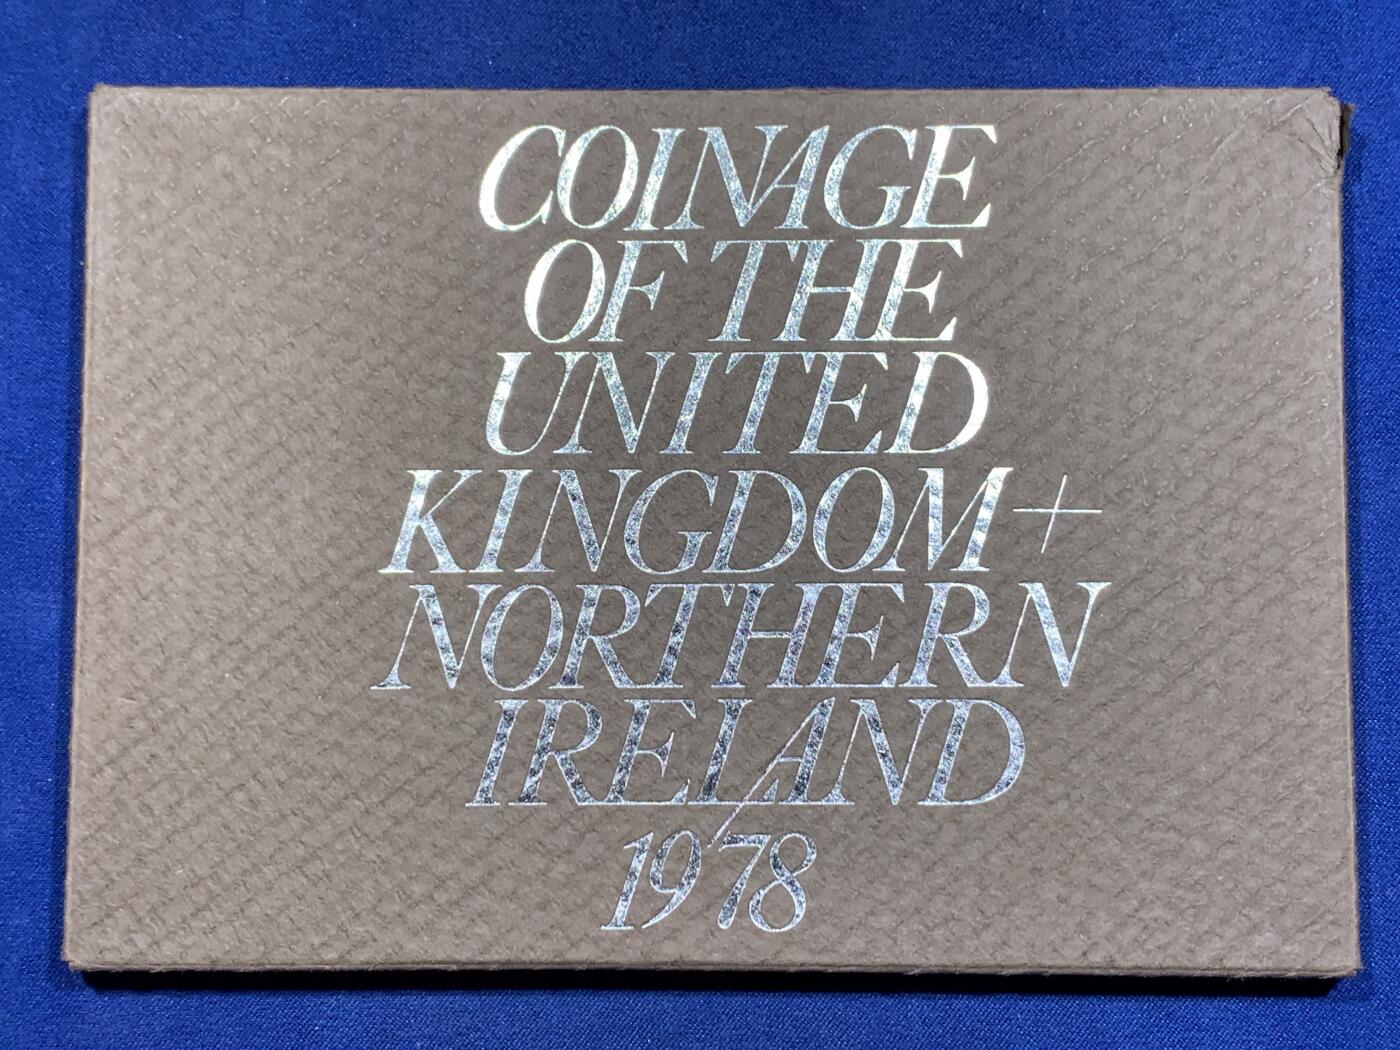 COINAGE
OF THE
UNITED
KINGDOM+
NORTHERN
IRELAND
1978